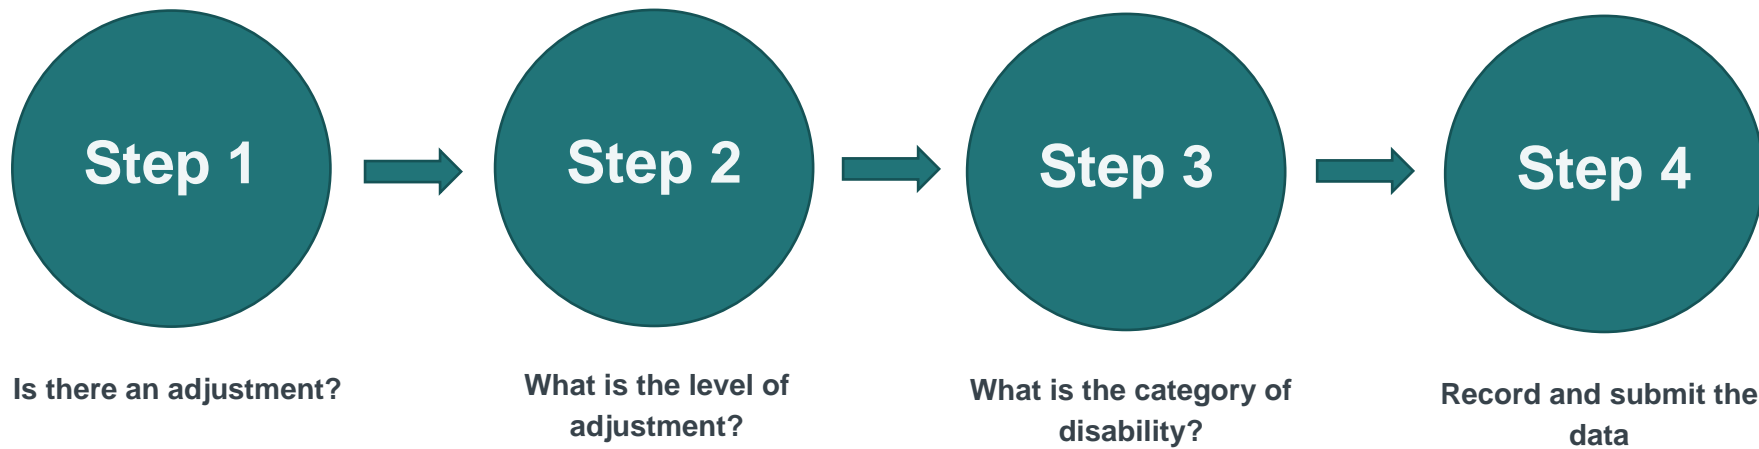 Step 1
Step 2
Step 3
Step 4
Is there an adjustment?
What is the level of
adjustment?
What is the category of
disability?
Record and submit the
data